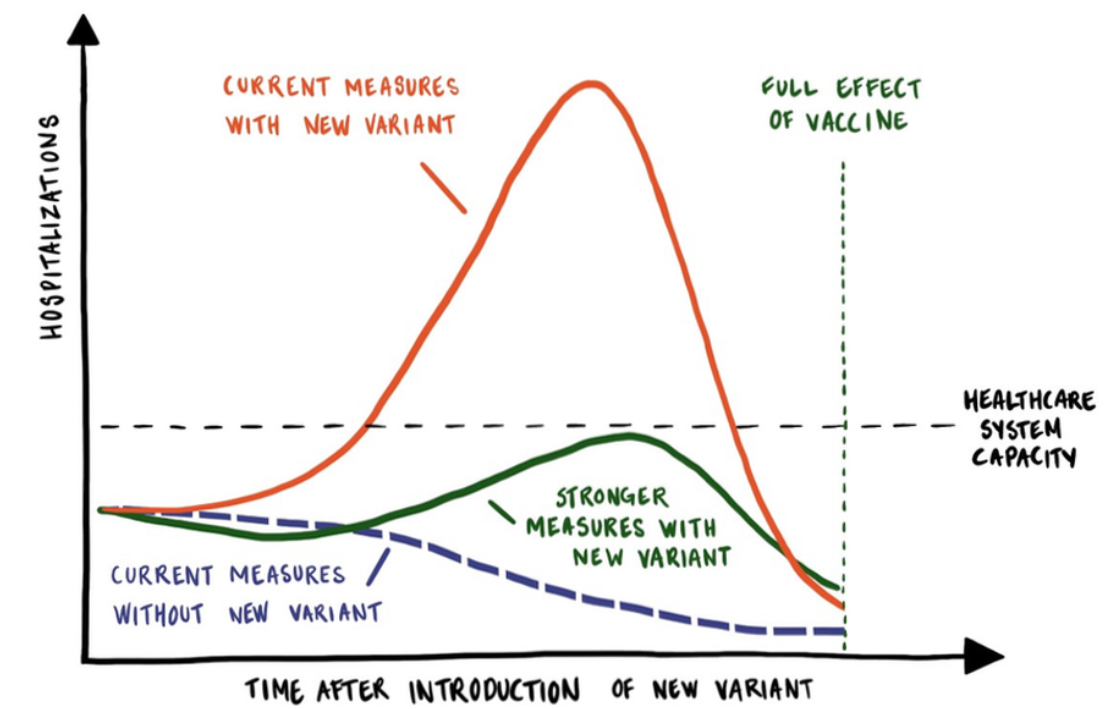 CURRENT MEASURES
WITH NEW VARIANT
FULL EFFECT
OF VACCINE
HOSPITALIZATIONS
HEALTHCARE
SYSTEM
CAPACITY
STRONGER
MEASURES WITH
NEW VARIANT
CURRENT MEASURES
WITHOUT NEW VARIANT
TIME AFTER INTRODUCTION OF NEW VARIANT